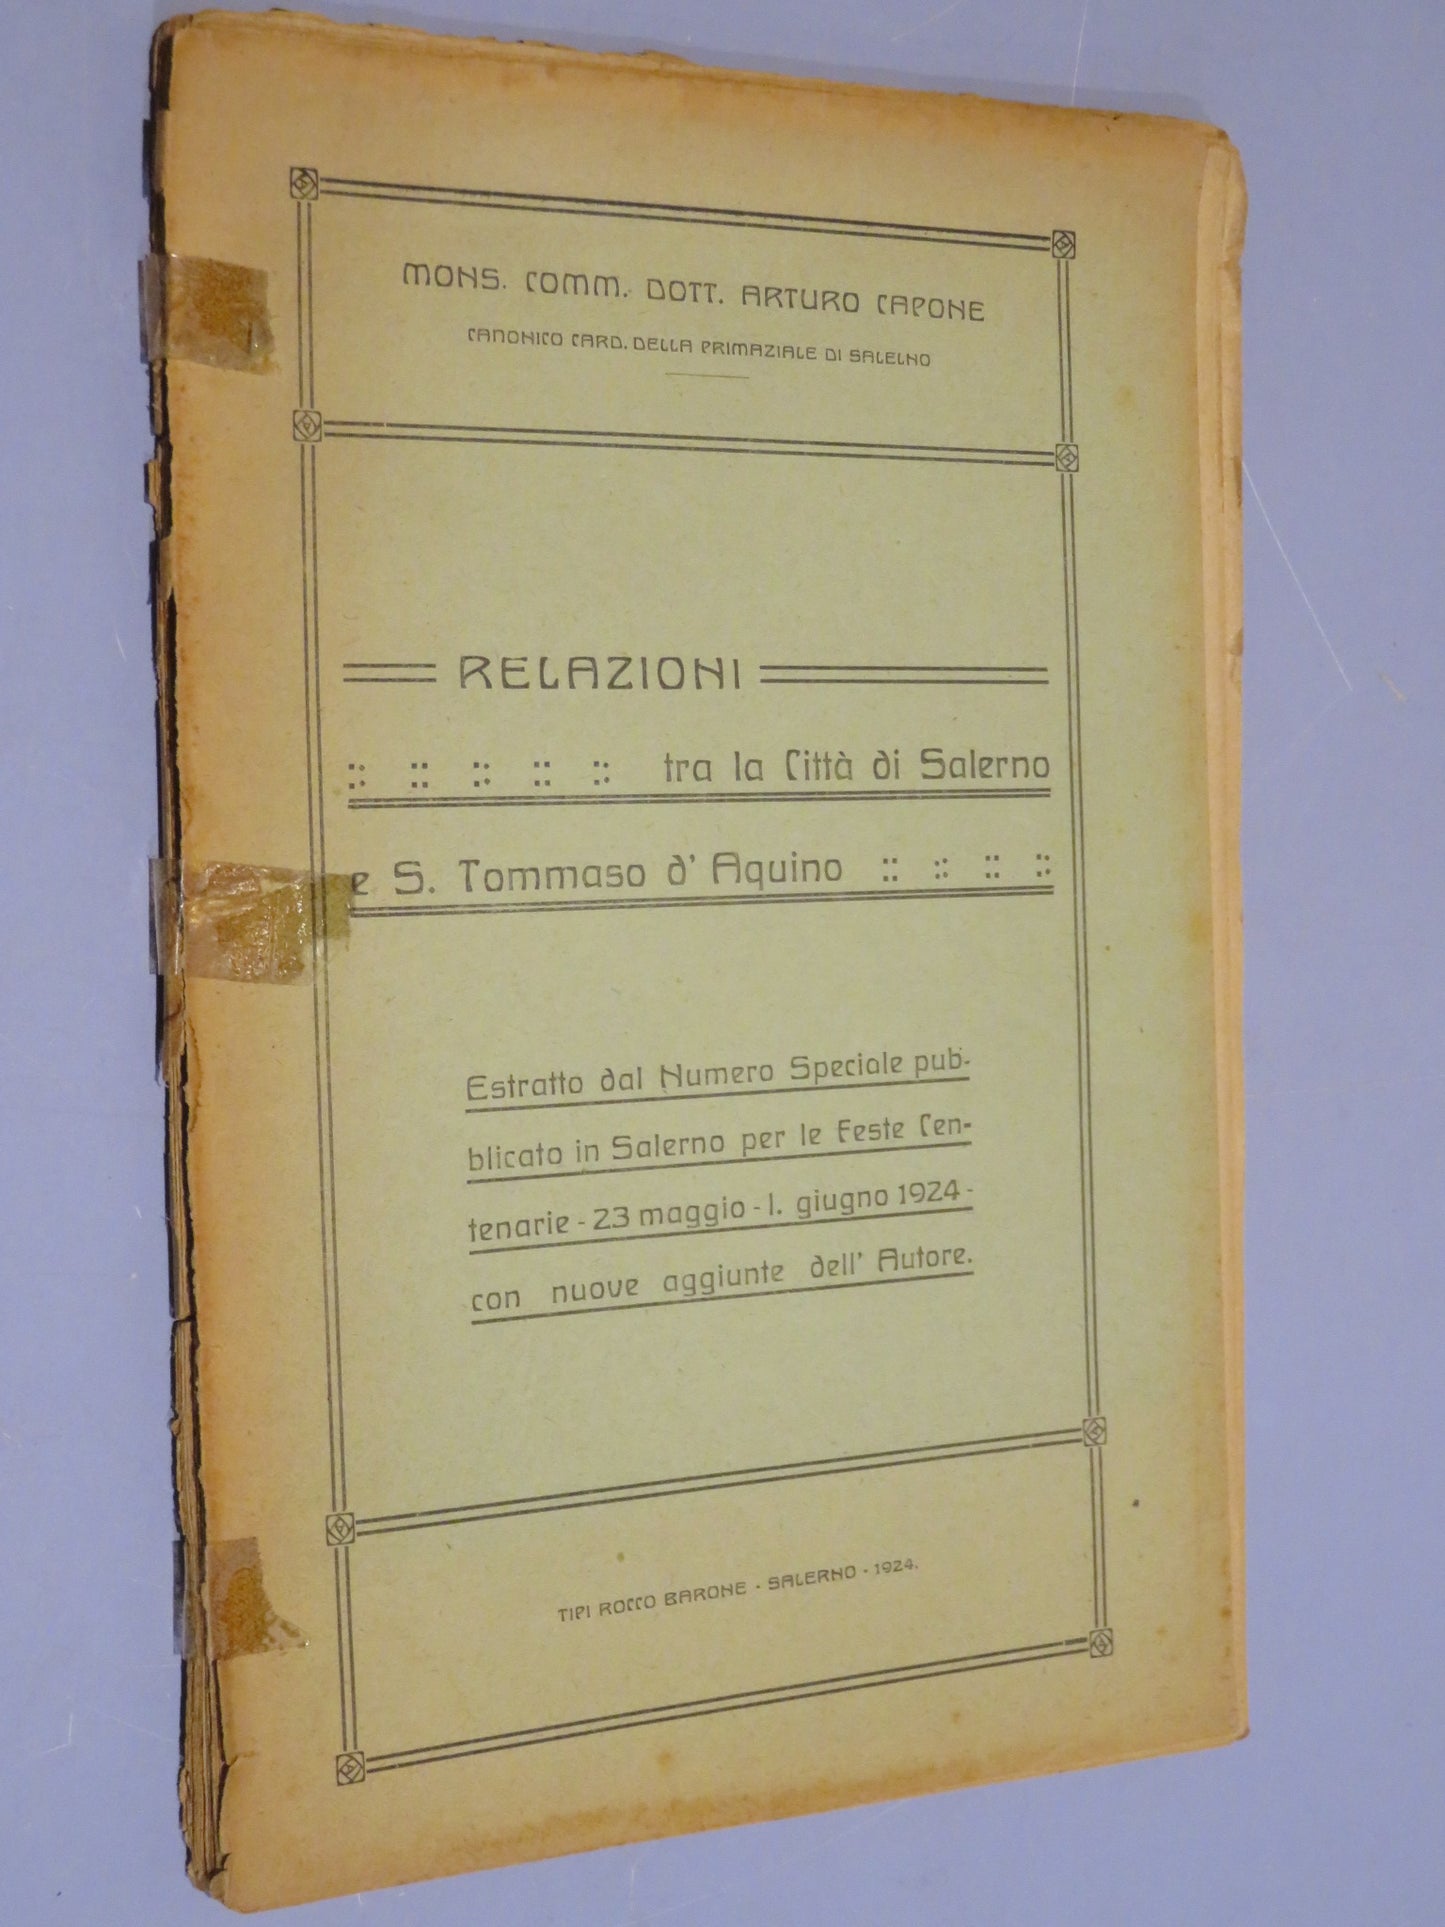 MONS. COMM. DOTT. ARTURO CAPONE
CANONICO CARD. DELLA PRIMAZIALE DI SALELNO
RELAZIONI
tra la Città di Salerno
e S. Tommaso d' Aquino
Estratto dal Numero Speciale pub-
blicato in Salerno per le Feste Cen-
tenarie - 23 maggio - 1. giugno 1924 -
con nuove aggiunte dell' Autore.
TIPI ROCCO BARONE - SALERNO - 1924.